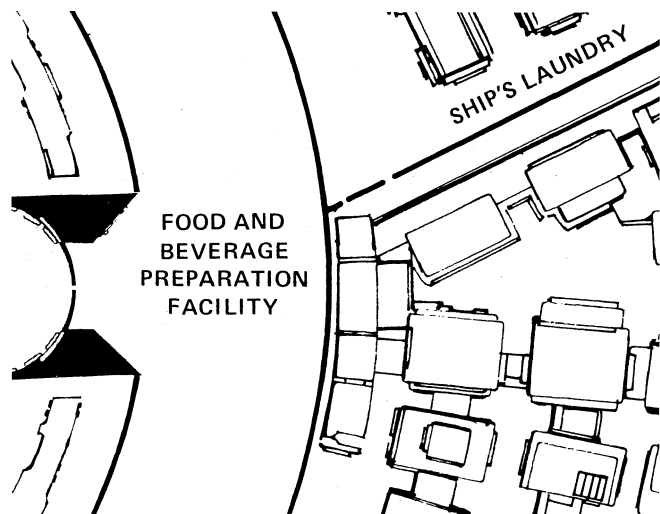 SHIP'S LAUNDRY
FOOD AND
BEVERAGE
PREPARATION
FACILITY